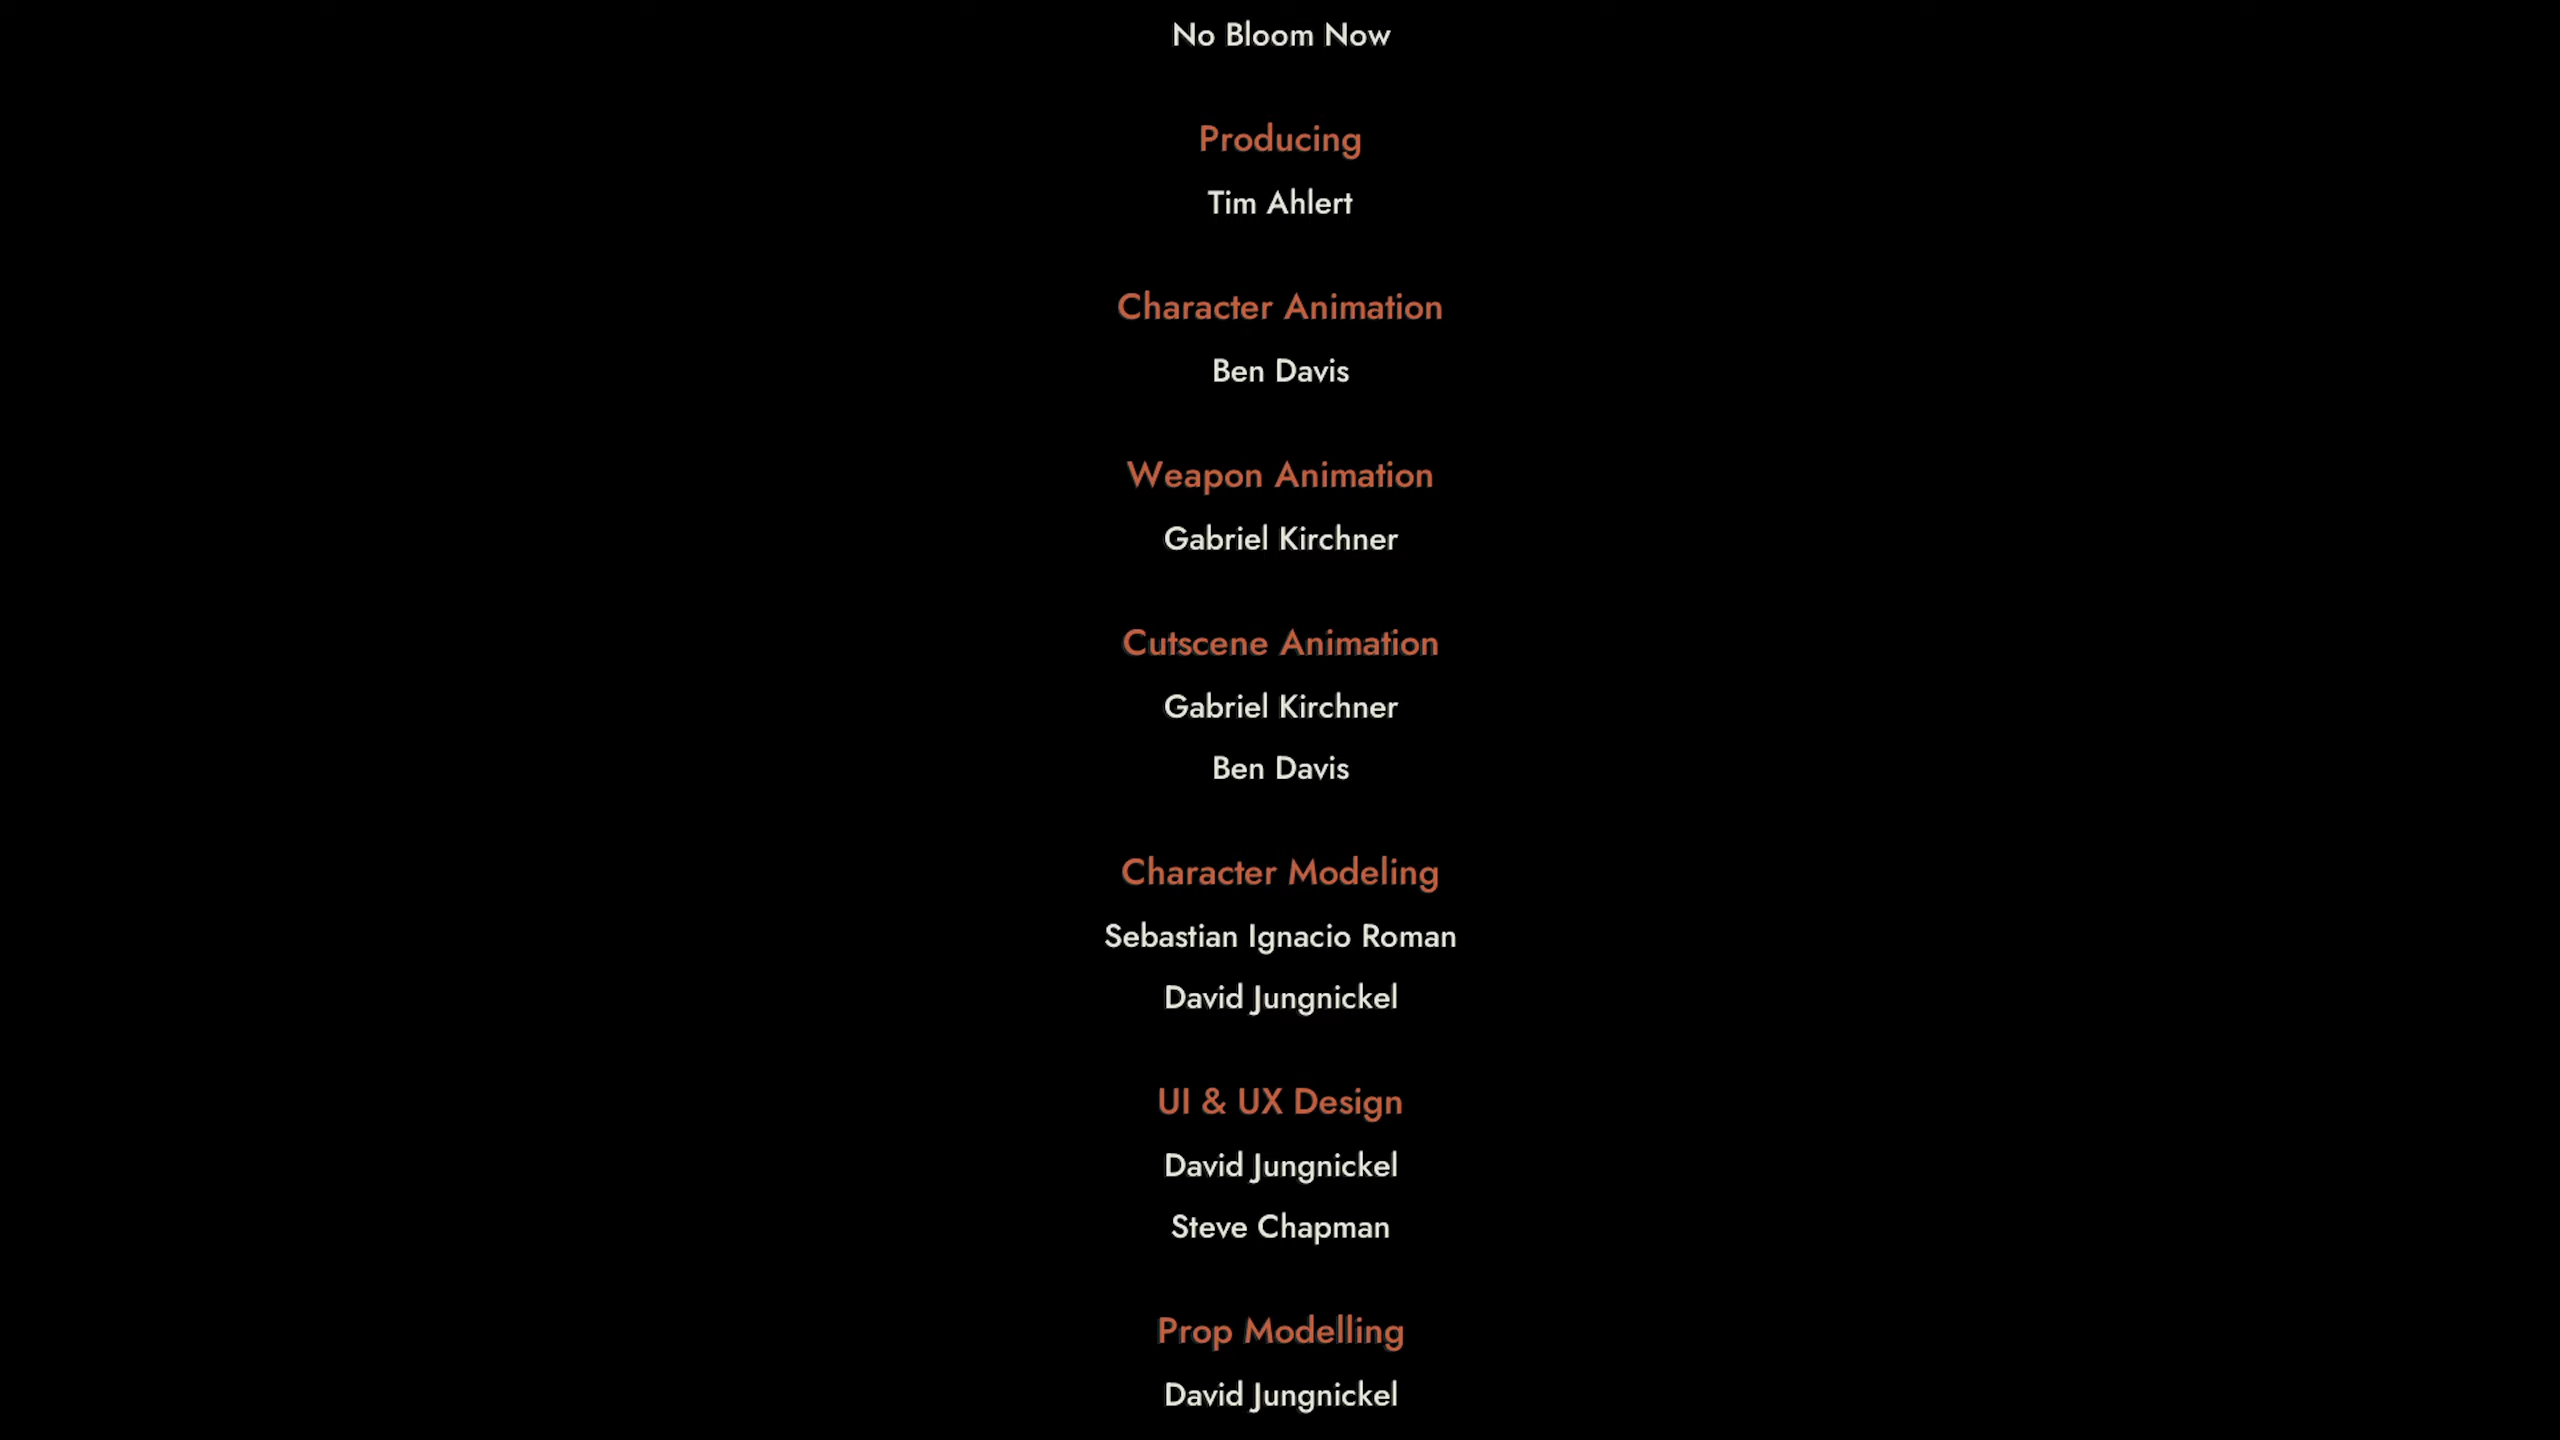 No Bloom Now
Producing
Tim Ahlert
Character Animation
Ben Davis
Weapon Animation
Gabriel Kirchner
Cutscene Animation
Gabriel Kirchner
Ben Davis
Character Modeling
Sebastian Ignacio Roman
David Jungnickel
UI & UX Design
David Jungnickel
Steve Chapman
Prop Modelling
David Jungnickel